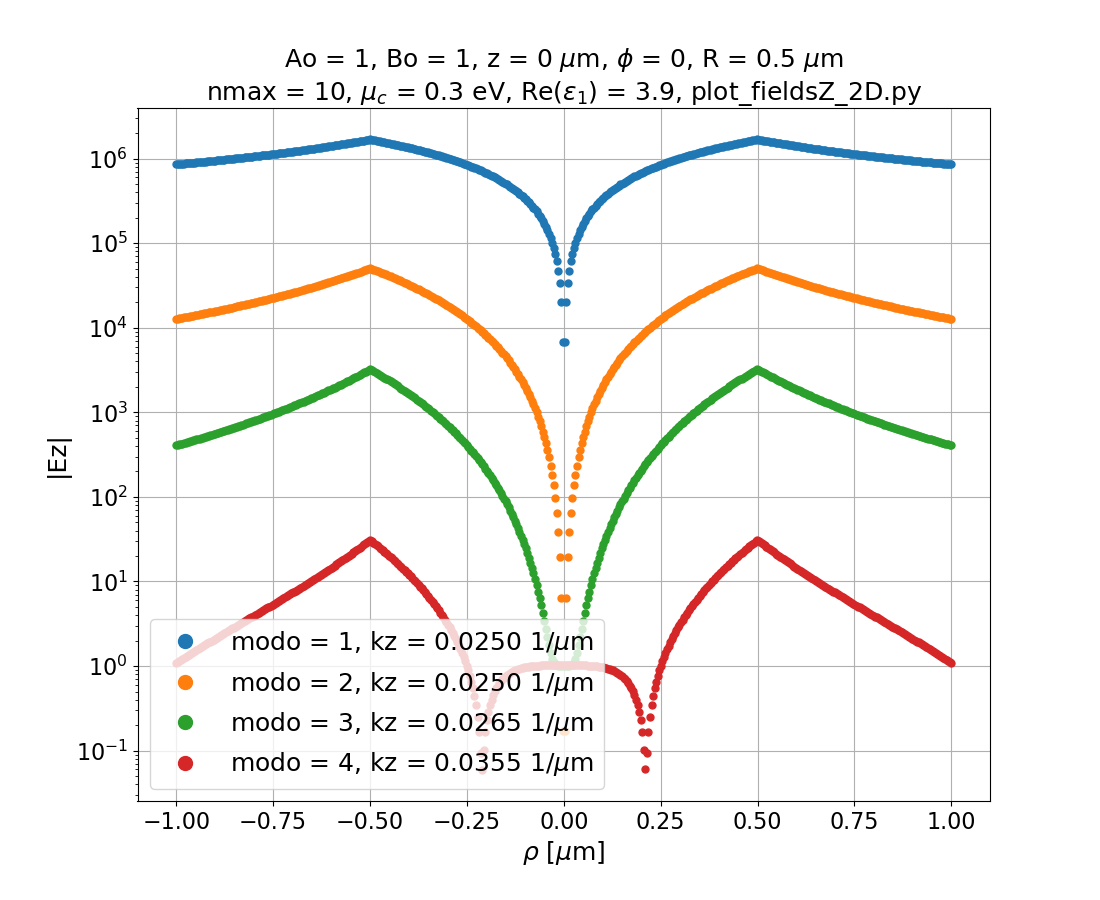 Ao = 1, Bo = 1, z = 0 μm, ϕ = 0, R = 0.5 μm
nmax = 10, μc = 0.3 eV, Re(ε1) = 3.9, plot_fieldsZ_2D.py
|Ez|
10^6
10^5
10^4
10^3
10^2
10^1
10^0
10^−1
modo = 1, kz = 0.0250 1/μm
modo = 2, kz = 0.0250 1/μm
modo = 3, kz = 0.0265 1/μm
modo = 4, kz = 0.0355 1/μm
−1.00 −0.75 −0.50 −0.25 0.00 0.25 0.50 0.75 1.00
ρ [μm]